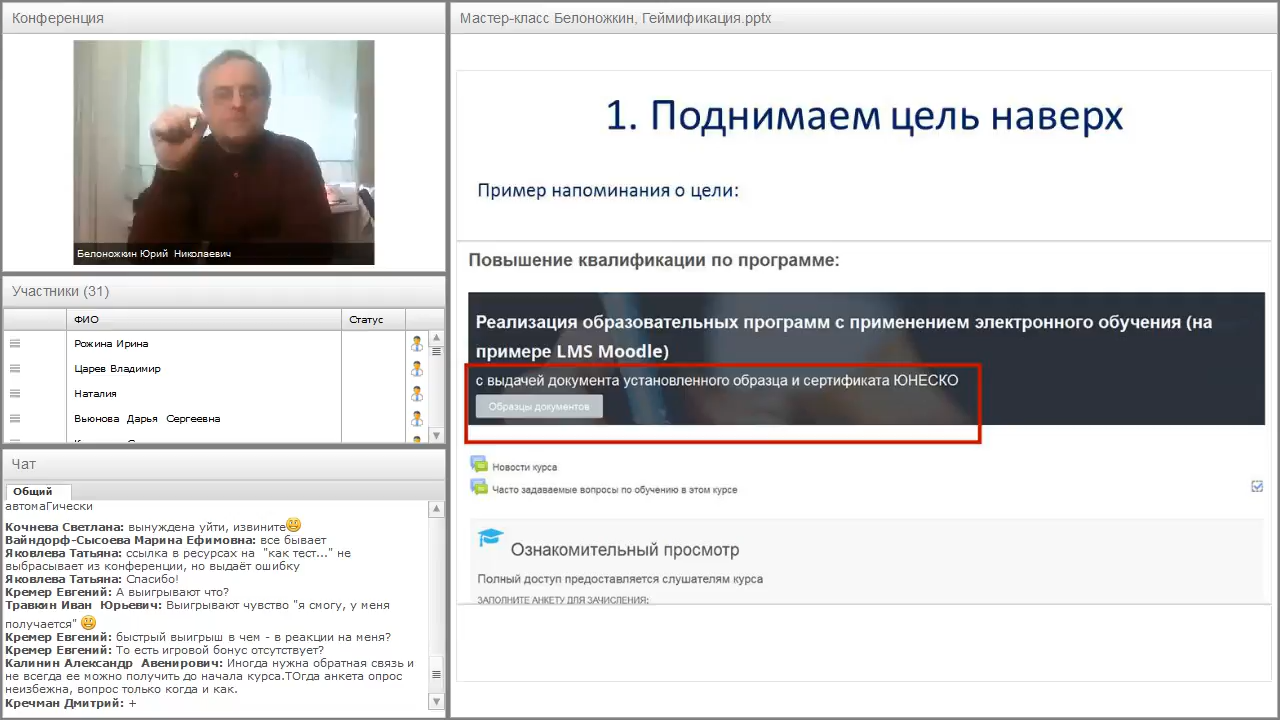 Конференция
Белоножкин Юрий Николаевич
Участники (31)
ФИО
Статус
Рожина Ирина
Царев Владимир
Наталия
Вьюнова Дарья Сергеевна
Чат
Общий
автомаГически
Кочнева Светлана: вынуждена уйти, извините
Вайндорф-Сысоева Марина Ефимовна: все бывает
Яковлева Татьяна: ссылка в ресурсах на "как тест..." не
выбрасывает из конференции, но выдаёт ошибку
Яковлева Татьяна: Спасибо!
Кремер Евгений: А выигрывают что?
Травкин Иван Юрьевич: Выигрывают чувство "я смогу, у меня
получается"
Кремер Евгений: быстрый выигрыш в чем - в реакции на меня?
Кремер Евгений: То есть игровой бонус отсутствует?
Калинин Александр Авенирович: Иногда нужна обратная связь и
не всегда ее можно получить до начала курса.ТОгда анкета опрос
неизбежна, вопрос только когда и как.
Кречман Дмитрий: +
Мастер-класс Белоножкин, Геймификация.pptx
1. Поднимаем цель наверх
Пример напоминания о цели:
Повышение квалификации по программе:
Реализация образовательных программ с применением электронного обучения (на
примере LMS Moodle)
с выдачей документа установленного образца и сертификата ЮНЕСКО
Образцы документов
Новости курса
Часто задаваемые вопросы по обучению в этом курсе
Ознакомительный просмотр
Полный доступ предоставляется слушателям курса
ЗАПОЛНИТЕ АНКЕТУ ДЛЯ ЗАЧИСЛЕНИЯ: